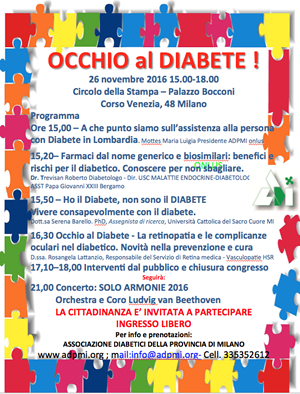 OCCHIO al DIABETE !
26 novembre 2016 15.00-18.00
Circolo della Stampa – Palazzo Bocconi
Corso Venezia, 48 Milano
Programma
Ore 15,00 – A che punto siamo sull'assistenza alla persona
con Diabete in Lombardia. Mottes Maria Luigia Presidente ADPMI onlus
15,20– Farmaci dal nome generico e biosimilari: benefici e
rischi per il diabetico. Conoscere per non sbagliare.
ONLUS
Dr. Trevisan Roberto Diabetologo - Dir. USC MALATTIE ENDOCRINE-DIABETOLOG
ASST Papa Giovanni XXIII Bergamo
15,50 – Ho il Diabete, non sono il DIABETE
Vivere consapevolmente con il diabete.
Dott.sa Serena Barello. PhD, Assegnista di ricerca, Università Cattolica del Sacro Cuore MI
16,30 Occhio al Diabete - La retinopatia e le complicanze
oculari nel diabetico. Novità nella prevenzione e cura
D.ssa. Rosangela Lattanzio, Responsabile del Servizio di Retina medica - Vasculopatie HSR
17,10–18,00 Interventi dal pubblico e chiusura congresso
Seguirà:
21,00 Concerto: SOLO ARMONIE 2016
Orchestra e Coro Ludvig van Beethoven
LA CITTADINANZA E' INVITATA A PARTECIPARE
INGRESSO LIBERO
Per info e prenotazioni:
ASSOCIAZIONE DIABETICI DELLA PROVINCIA DI MILANO
www.adpmi.org ; mail:info@adpmi.org- Cell. 335352612